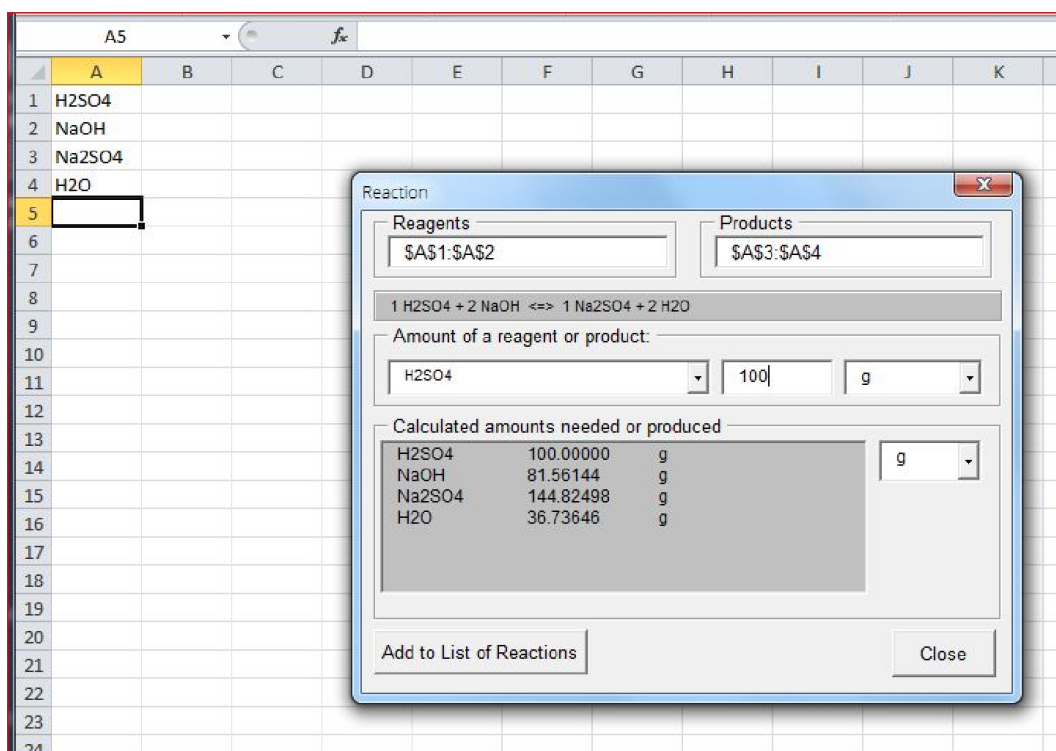 A5 fx
A B C D E F G H I J K
1 H2SO4
2 NaOH
3 Na2SO4
4 H2O
5
6
7
8
9
10
11
12
13
14
15
16
17
18
19
20
21
22
23
24
Reaction X
Reagents Products
$A$1:$A$2 $A$3:$A$4
1 H2SO4 + 2 NaOH <=> 1 Na2SO4 + 2 H2O
Amount of a reagent or product:
H2SO4 100 g
Calculated amounts needed or produced
H2SO4 100.00000 g g
NaOH 81.56144 g
Na2SO4 144.82498 g
H2O 36.73646 g
Add to List of Reactions Close